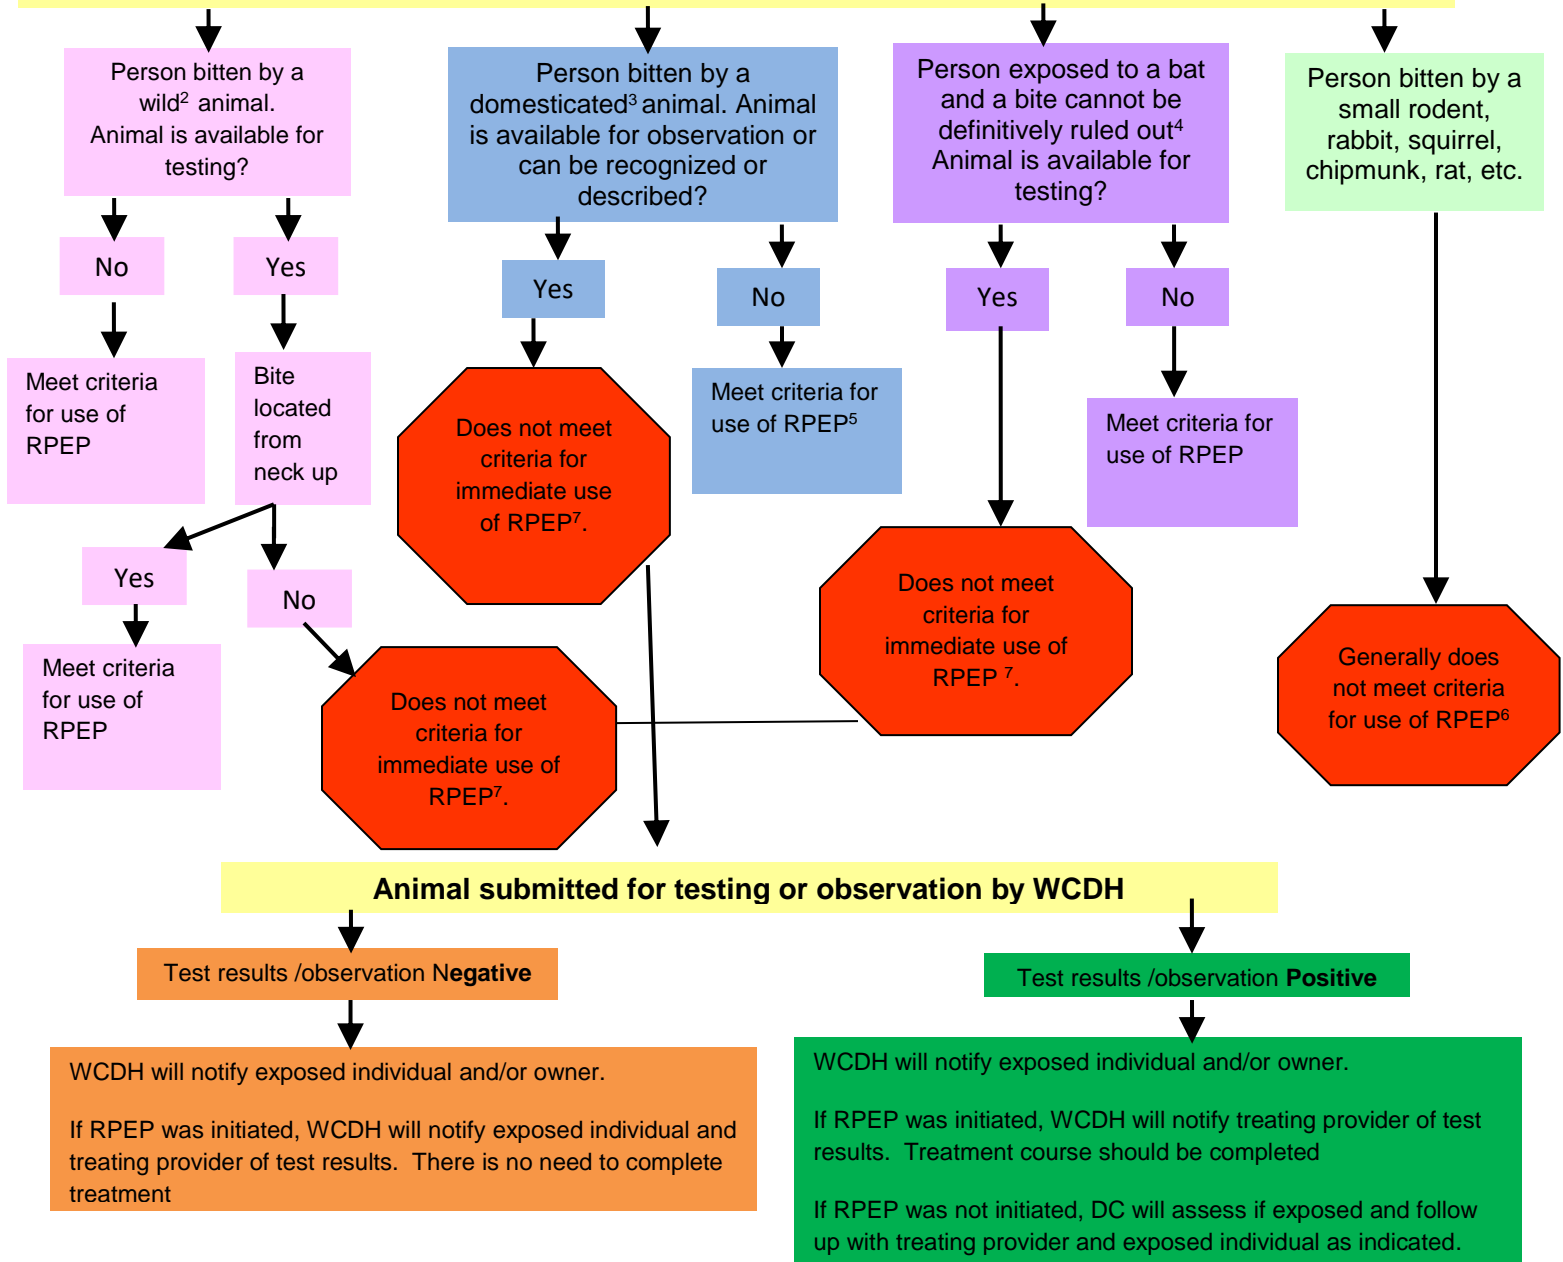 Person bitten by a
wild² animal.
Animal is available for
testing?
No
Yes
Meet criteria
for use of
RPEP
Bite
located
from
neck up
Yes
No
Meet criteria
for use of
RPEP
Does not meet
criteria for
immediate use of
RPEP⁷.
Person bitten by a
domesticated³ animal. Animal
is available for observation or
can be recognized or
described?
Yes
No
Does not meet
criteria for
immediate use
of RPEP⁷.
Meet criteria for
use of RPEP⁵
Person exposed to a bat
and a bite cannot be
definitively ruled out⁴
Animal is available for
testing?
Yes
No
Does not meet
criteria for
immediate use of
RPEP ⁷.
Meet criteria for
use of RPEP
Person bitten by a
small rodent,
rabbit, squirrel,
chipmunk, rat, etc.
Generally does
not meet criteria
for use of RPEP⁶
Animal submitted for testing or observation by WCDH
Test results /observation Negative
WCDH will notify exposed individual and/or owner.
If RPEP was initiated, WCDH will notify exposed individual and
treating provider of test results.  There is no need to complete
treatment
Test results /observation Positive
WCDH will notify exposed individual and/or owner.
If RPEP was initiated, WCDH will notify treating provider of test
results.  Treatment course should be completed
If RPEP was not initiated, DC will assess if exposed and follow
up with treating provider and exposed individual as indicated.